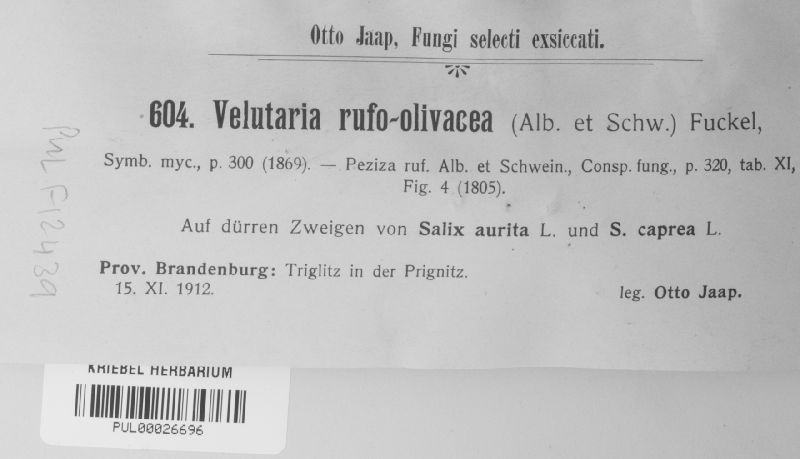 Otto Jaap, Fungi selecti exsiccati.
604. Velutaria rufo-olivacea (Alb. et Schw.) Fuckel,
Symb. myc., p. 300 (1869). — Peziza ruf. Alb. et Schwein., Consp. fung., p. 320, tab. XI,
Fig. 4 (1805).
Auf dürren Zweigen von Salix aurita L. und S. caprea L.
Prov. Brandenburg: Triglitz in der Prignitz.
15. XI. 1912.
leg. Otto Jaap.
PUL F12439
KRIEBEL HERBARIUM
PUL00026696